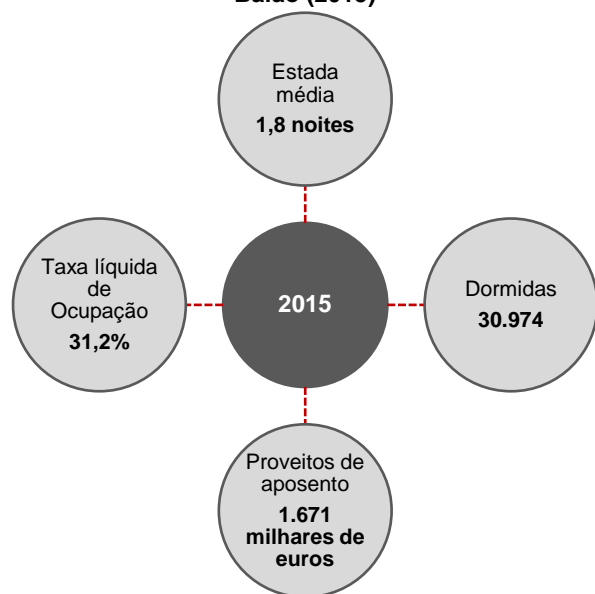 Estada
média
1,8 noites
Taxa líquida
de
Ocupação
31,2%
2015
Dormidas
30.974
Proveitos de
aposento
1.671
milhares de
euros